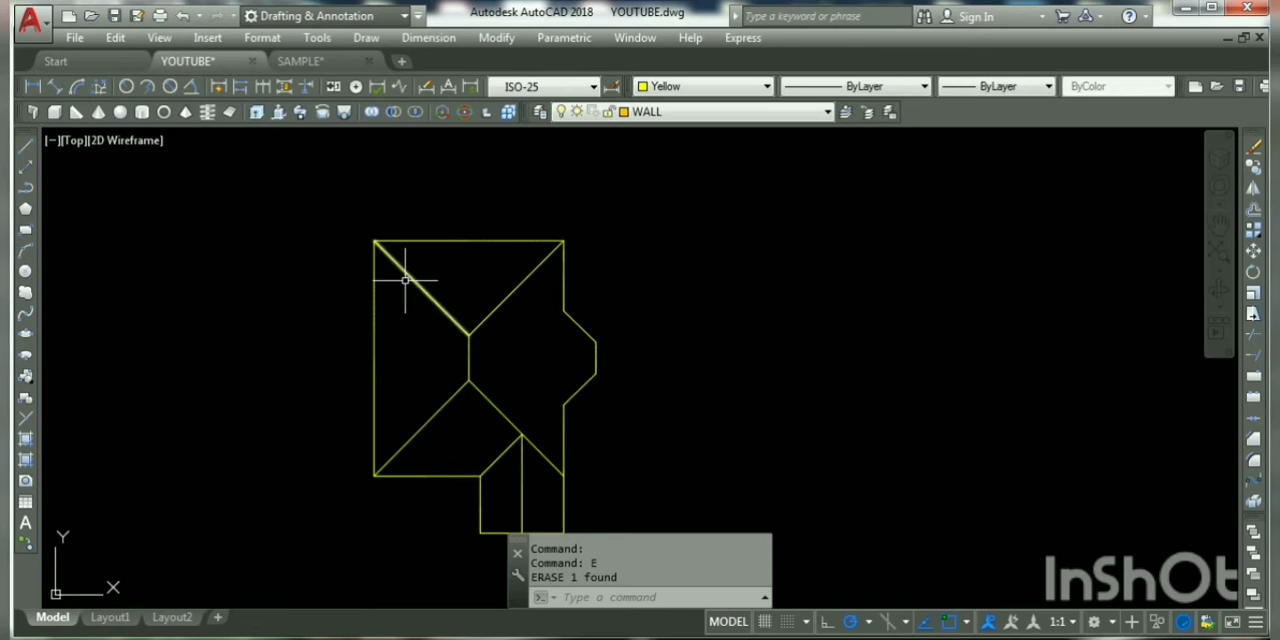 Drafting & Annotation
Autodesk AutoCAD 2018 YOUTUBE.dwg
Type a keyword or phrase
Sign In
File Edit View Insert Format Tools Draw Dimension Modify Parametric Window Help Express
Start YOUTUBE* SAMPLE*
ISO-25 Yellow ByLayer ByLayer ByColor
WALL
[−][Top][2D Wireframe]
Y
X
Command:
Command: E
ERASE 1 found
Type a command
InShOt
Model Layout1 Layout2
MODEL 1:1